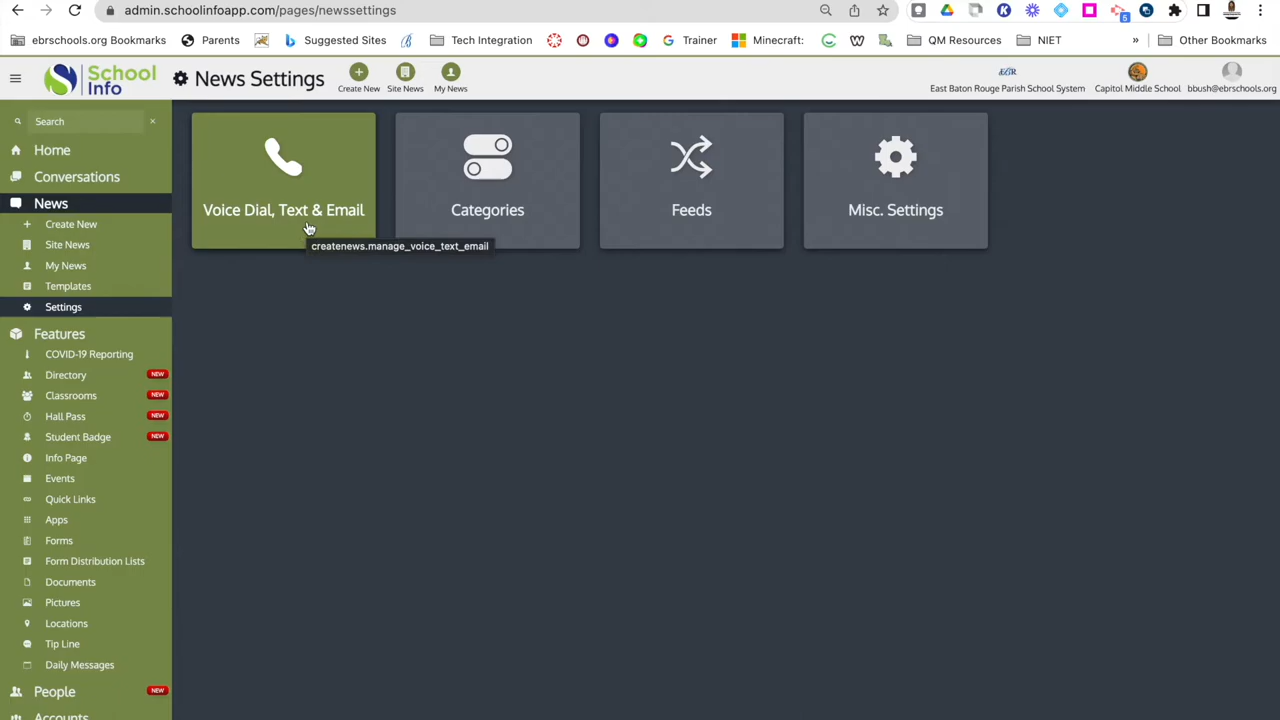 admin.schoolinfoapp.com/pages/newssettings
5
ebrschools.org Bookmarks
Parents
Suggested Sites
Tech Integration
Trainer
Minecraft:
QM Resources
NIET
»
Other Bookmarks
School Info
News Settings
Create New
Site News
My News
East Baton Rouge Parish School System
Capitol Middle School
bbush@ebrschools.org
Search
Home
Conversations
News
Create New
Site News
My News
Templates
Settings
Features
COVID-19 Reporting
Directory NEW
Classrooms NEW
Hall Pass NEW
Student Badge NEW
Info Page
Events
Quick Links
Apps
Forms
Form Distribution Lists
Documents
Pictures
Locations
Tip Line
Daily Messages
People NEW
Accounts
Voice Dial, Text & Email
createnews.manage_voice_text_email
Categories
Feeds
Misc. Settings